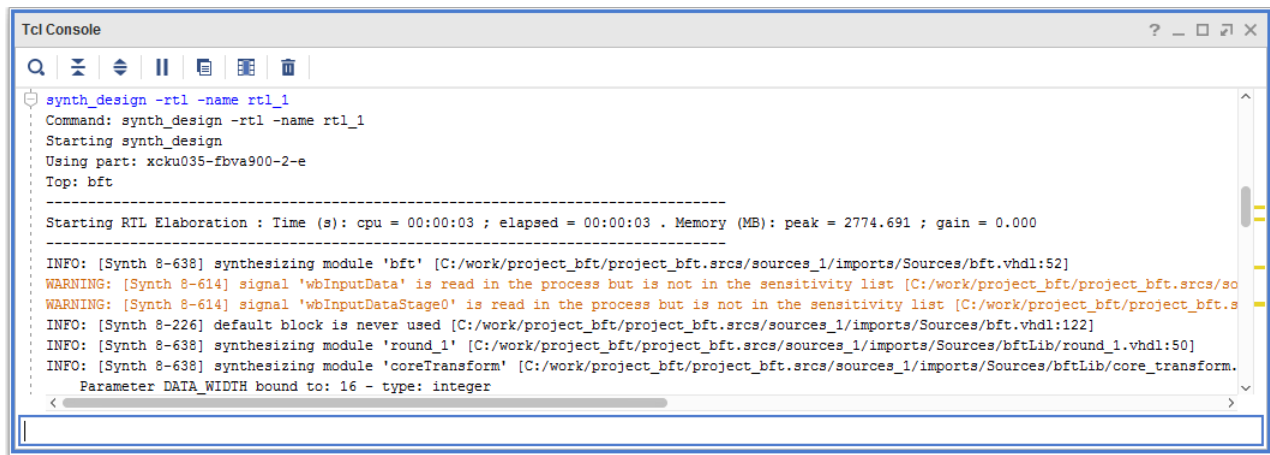 Tcl Console
synth_design -rtl -name rtl_1
Command: synth_design -rtl -name rtl_1
Starting synth_design
Using part: xcku035-fbva900-2-e
Top: bft
---------------------------------------------------------------------------------
Starting RTL Elaboration : Time (s): cpu = 00:00:03 ; elapsed = 00:00:03 . Memory (MB): peak = 2774.691 ; gain = 0.000
---------------------------------------------------------------------------------
INFO: [Synth 8-638] synthesizing module 'bft' [C:/work/project_bft/project_bft.srcs/sources_1/imports/Sources/bft.vhdl:52]
WARNING: [Synth 8-614] signal 'wbInputData' is read in the process but is not in the sensitivity list [C:/work/project_bft/project_bft.srcs/so
WARNING: [Synth 8-614] signal 'wbInputDataStage0' is read in the process but is not in the sensitivity list [C:/work/project_bft/project_bft.s
INFO: [Synth 8-226] default block is never used [C:/work/project_bft/project_bft.srcs/sources_1/imports/Sources/bft.vhdl:122]
INFO: [Synth 8-638] synthesizing module 'round_1' [C:/work/project_bft/project_bft.srcs/sources_1/imports/Sources/bftLib/round_1.vhdl:50]
INFO: [Synth 8-638] synthesizing module 'coreTransform' [C:/work/project_bft/project_bft.srcs/sources_1/imports/Sources/bftLib/core_transform.
Parameter DATA_WIDTH bound to: 16 - type: integer